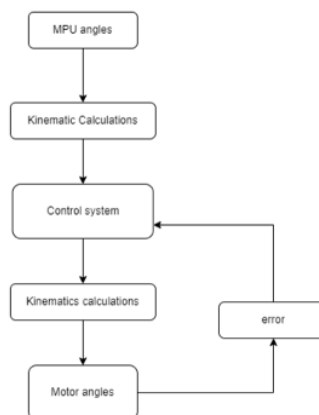 MPU angles
Kinematic Calculations
Control system
Kinematics calculations
error
Motor angles